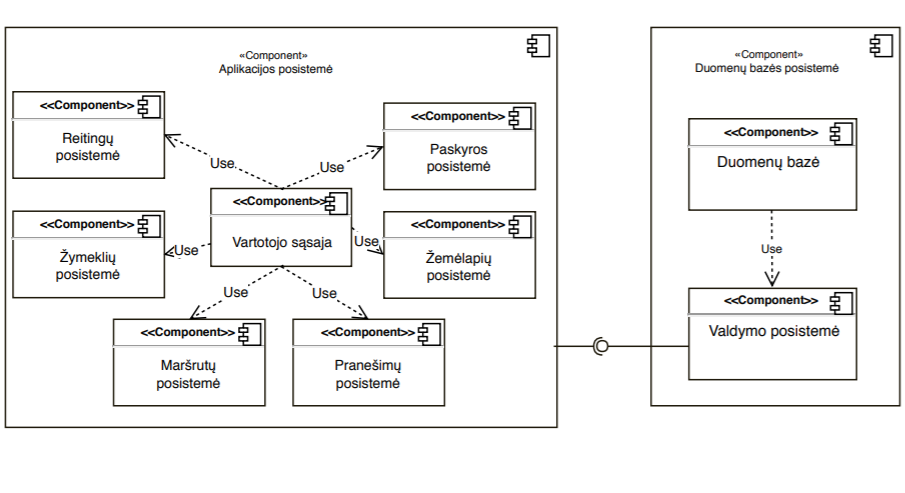 «Component»
Aplikacijos posistemė
<<Component>>
Reitingų
posistemė
<<Component>>
Paskyros
posistemė
Use
Use
<<Component>>
Vartotojo sąsaja
<<Component>>
Žymeklių
posistemė
Use
Use
<<Component>>
Žemėlapių
posistemė
Use
Use
<<Component>>
Maršrutų
posistemė
<<Component>>
Pranešimų
posistemė
«Component»
Duomenų bazės posistemė
<<Component>>
Duomenų bazė
Use
<<Component>>
Valdymo posistemė